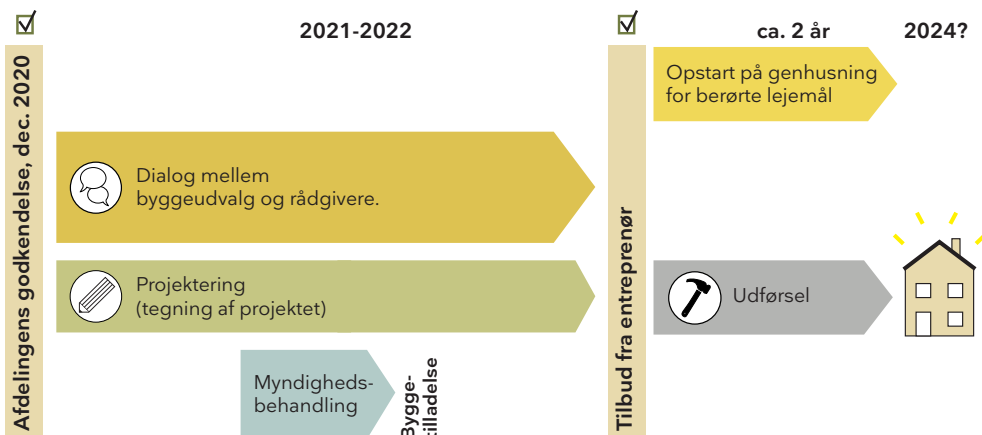 2021-2022
ca. 2 år
2024?
Afdelingens godkendelse, dec. 2020
Dialog mellem
byggeudvalg og rådgivere.
Projektering
(tegning af projektet)
Myndigheds-
behandling
Bygge-
tilladelse
Tilbud fra entreprenør
Opstart på genhusning
for berørte lejemål
Udførsel